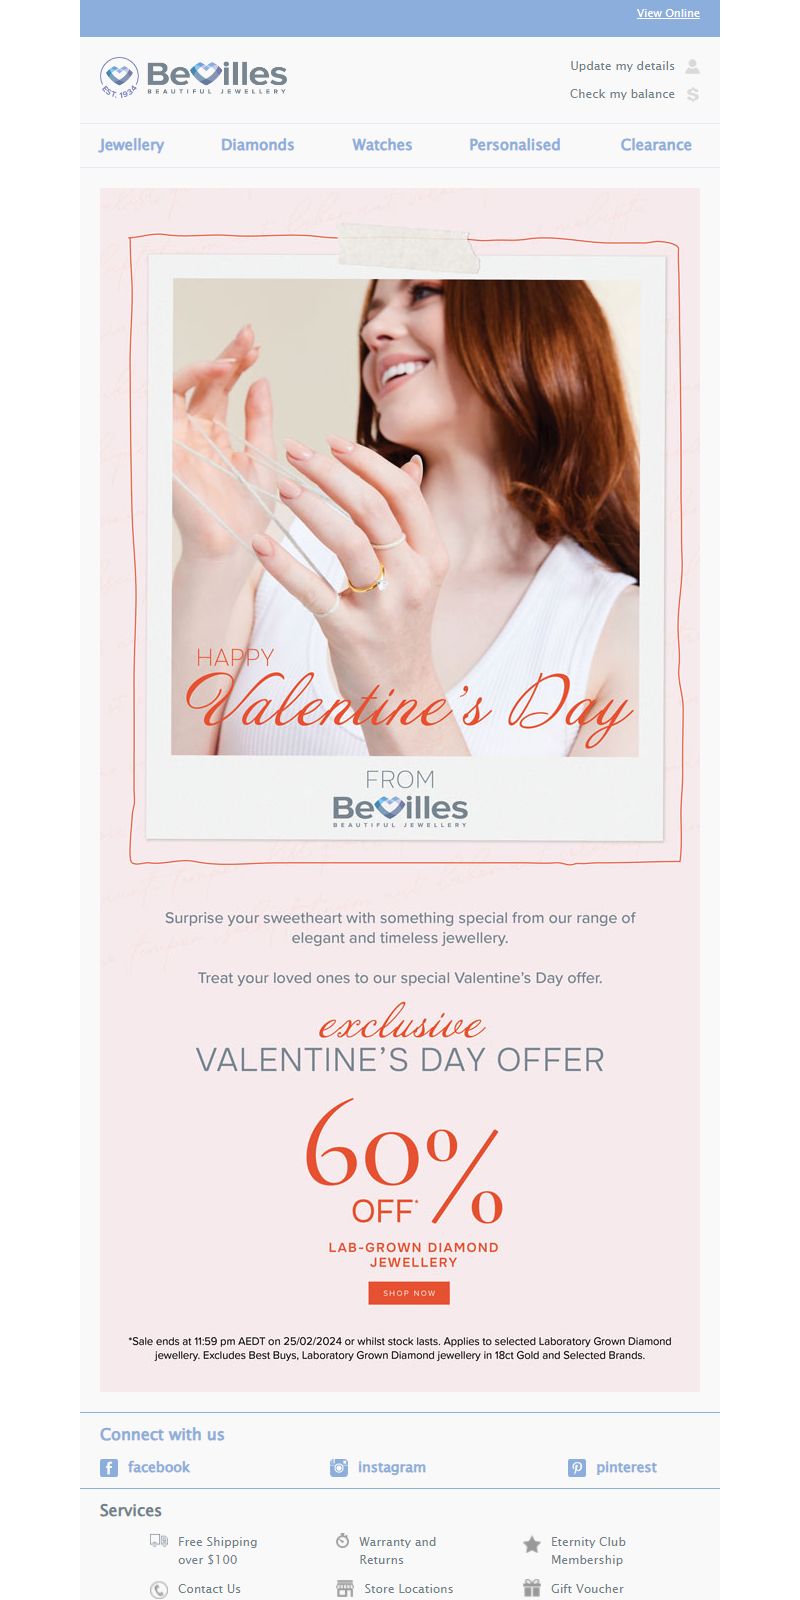 View Online
EST. 1934
Bevilles
BEAUTIFUL JEWELLERY
Update my details
Check my balance
Jewellery Diamonds Watches Personalised Clearance
HAPPY
Valentine's Day
FROM
Bevilles
BEAUTIFUL JEWELLERY
Surprise your sweetheart with something special from our range of
elegant and timeless jewellery.
Treat your loved ones to our special Valentine's Day offer.
exclusive
VALENTINE'S DAY OFFER
60%
OFF*
LAB-GROWN DIAMOND
JEWELLERY
SHOP NOW
*Sale ends at 11:59 pm AEDT on 25/02/2024 or whilst stock lasts. Applies to selected Laboratory Grown Diamond
jewellery. Excludes Best Buys, Laboratory Grown Diamond jewellery in 18ct Gold and Selected Brands.
Connect with us
facebook instagram pinterest
Services
Free Shipping
over $100
Warranty and
Returns
Eternity Club
Membership
Contact Us Store Locations Gift Voucher